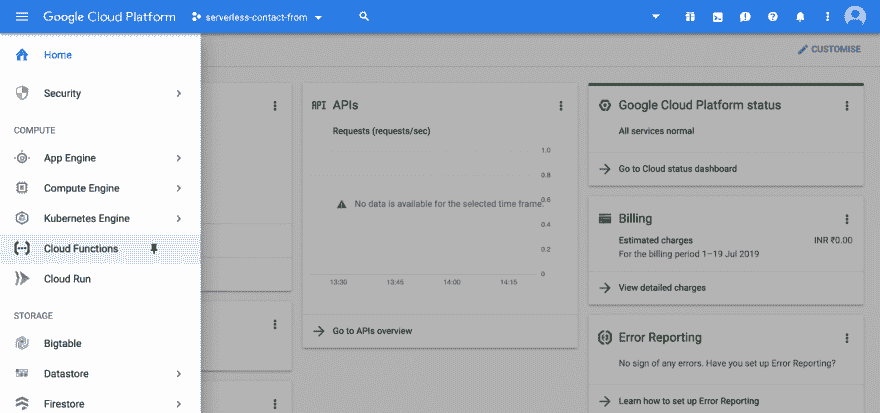 Google Cloud Platform
serverless-contact-from
Home
Security
COMPUTE
App Engine
Compute Engine
Kubernetes Engine
Cloud Functions
Cloud Run
STORAGE
Bigtable
Datastore
Firestore
CUSTOMISE
API APIs
Requests (requests/sec)
1.0
0.8
No data is available for the selected time frame.
0.6
0.4
0.2
0
13:30 13:45 14:00 14:15
Go to APIs overview
Google Cloud Platform status
All services normal
Go to Cloud status dashboard
Billing
Estimated charges INR ₹0.00
For the billing period 1–19 Jul 2019
View detailed charges
Error Reporting
No sign of any errors. Have you set up Error Reporting?
Learn how to set up Error Reporting